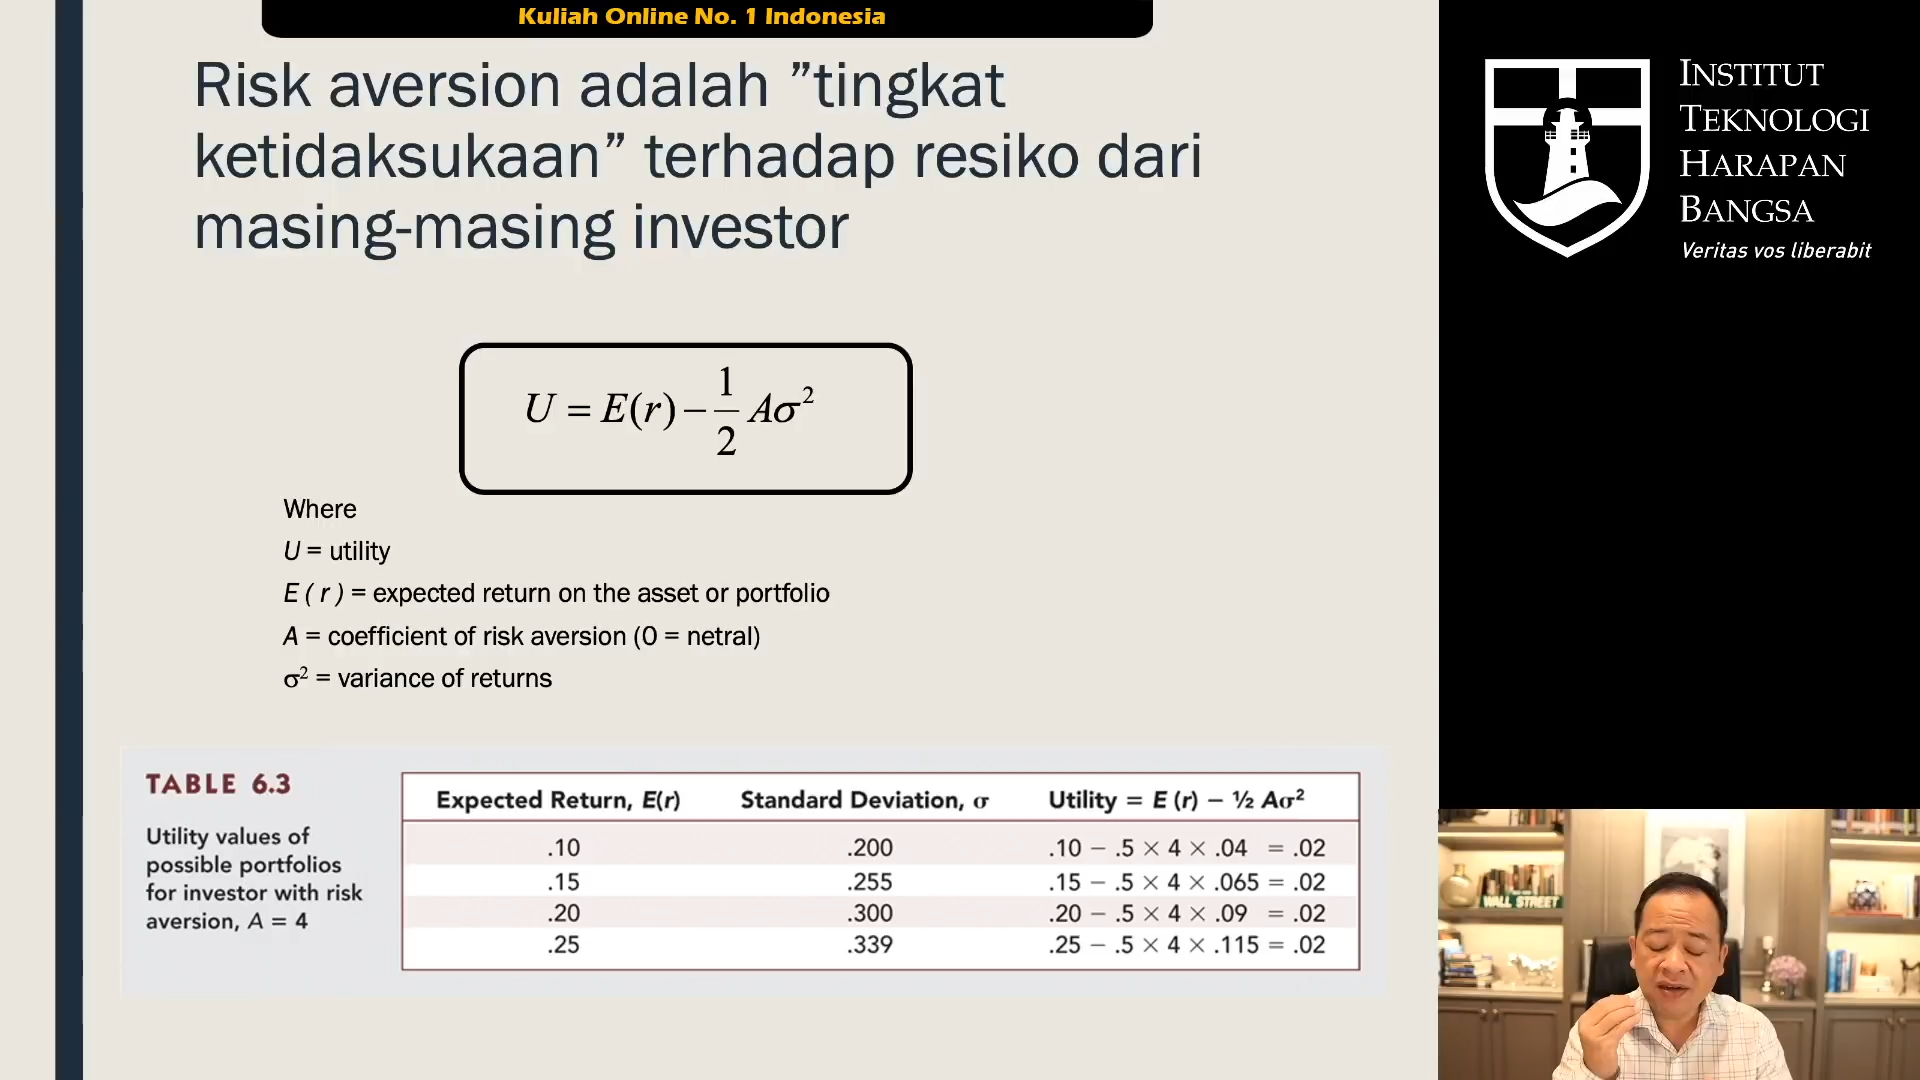 Kuliah Online No. 1 Indonesia
Risk aversion adalah ”tingkat
ketidaksukaan” terhadap resiko dari
masing-masing investor
U = E(r) − 1/2 Aσ²
Where
U = utility
E ( r ) = expected return on the asset or portfolio
A = coefficient of risk aversion (0 = netral)
σ² = variance of returns
TABLE 6.3
Utility values of
possible portfolios
for investor with risk
aversion, A = 4
Expected Return, E(r) Standard Deviation, σ Utility = E (r) − ½ Aσ²
.10 .200 .10 − .5 × 4 × .04 = .02
.15 .255 .15 − .5 × 4 × .065 = .02
.20 .300 .20 − .5 × 4 × .09 = .02
.25 .339 .25 − .5 × 4 × .115 = .02
INSTITUT
TEKNOLOGI
HARAPAN
BANGSA
Veritas vos liberabit
WALL STREET